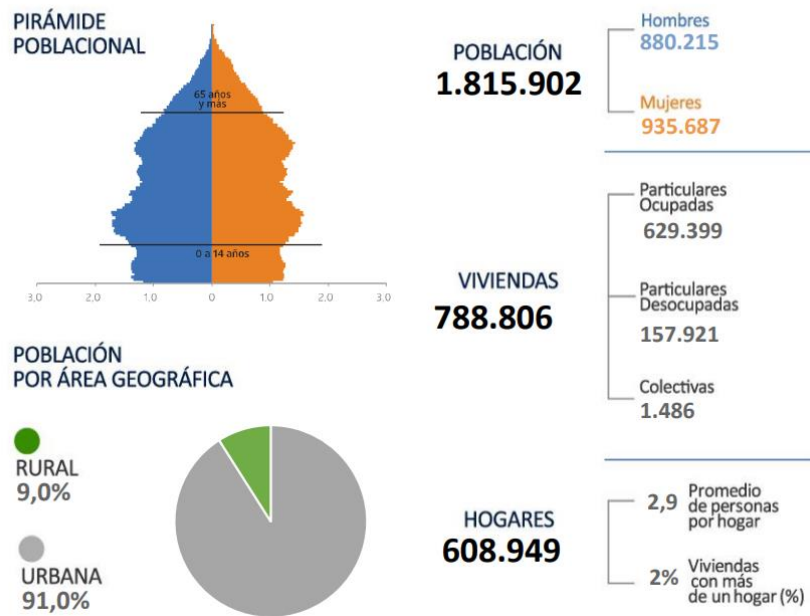 PIRÁMIDE
POBLACIONAL
65 años
y más
0 a 14 años
3.0
2.0
1.0
0
1.0
2.0
3.0
POBLACIÓN
POR ÁREA GEOGRÁFICA
RURAL
9,0%
URBANA
91,0%
POBLACIÓN
1.815.902
Hombres
880.215
Mujeres
935.687
VIVIENDAS
788.806
Particulares
Ocupadas
629.399
Particulares
Desocupadas
157.921
Colectivas
1.486
HOGARES
608.949
2,9 Promedio
de personas
por hogar
2% Viviendas
con más
de un hogar (%)